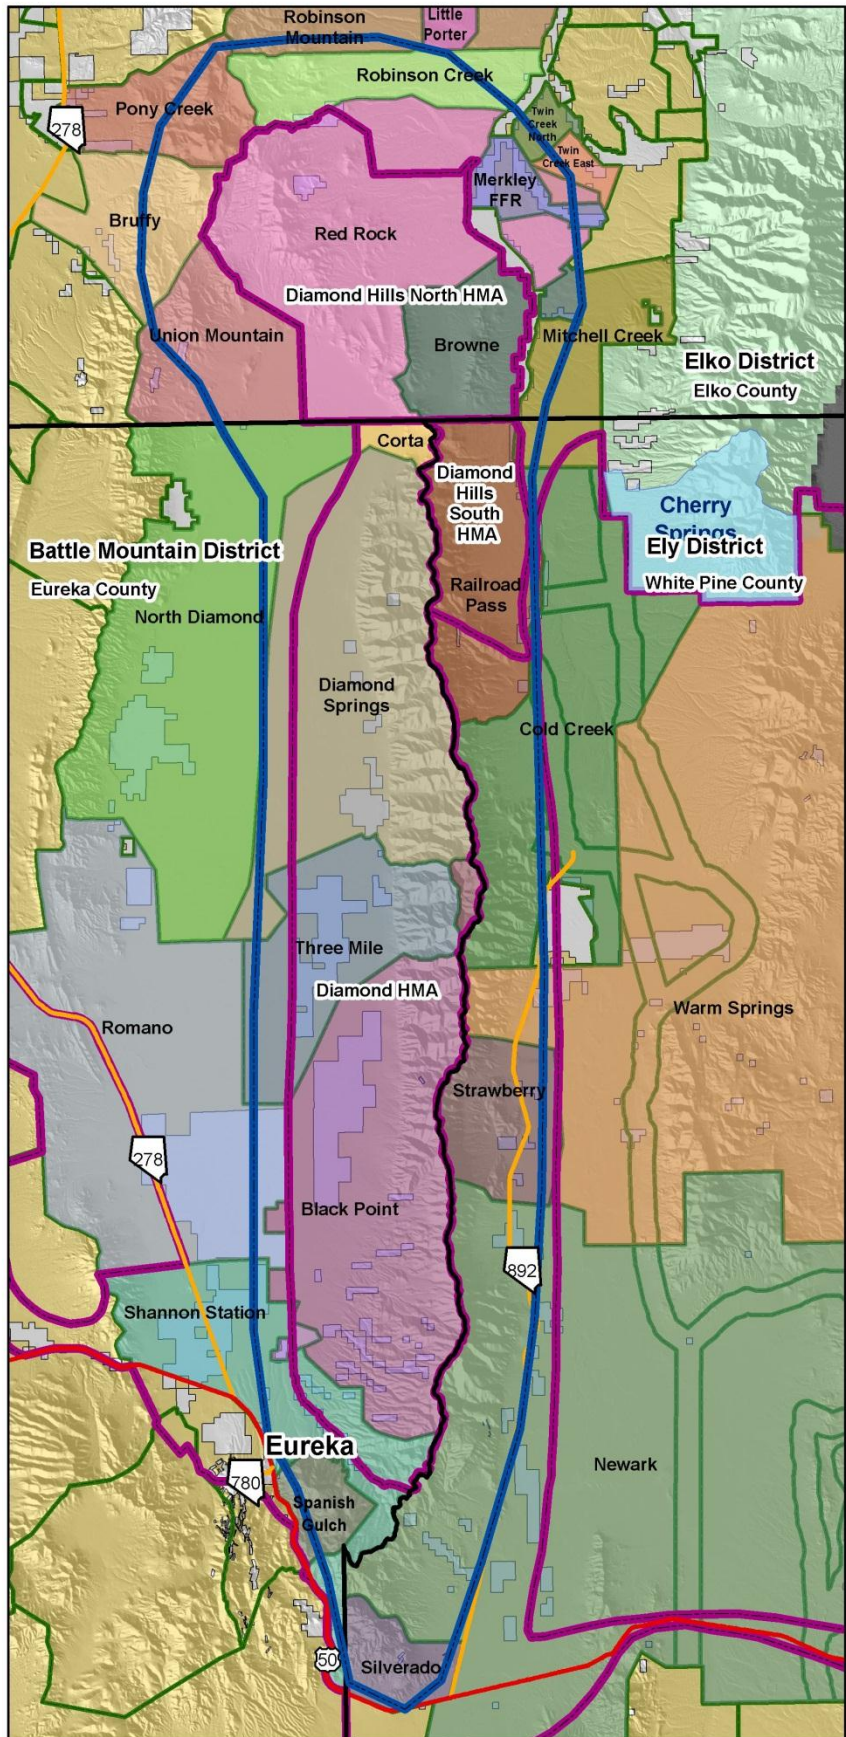 Robinson
Mountain
Little
Porter
Robinson Creek
Pony Creek
278
Twin
Creek
North
Twin
Creek East
Merkley
FFR
Bruffy
Red Rock
Diamond Hills North HMA
Union Mountain
Browne
Mitchell Creek
Elko District
Elko County
Corta
Diamond
Hills
South
HMA
Cherry
Springs
Battle Mountain District
Ely District
Eureka County
White Pine County
Railroad
Pass
North Diamond
Diamond
Springs
Cold Creek
Three Mile
Diamond HMA
Romano
Warm Springs
Strawberry
278
Black Point
892
Shannon Station
Eureka
Newark
780
Spanish
Gulch
50
Silverado